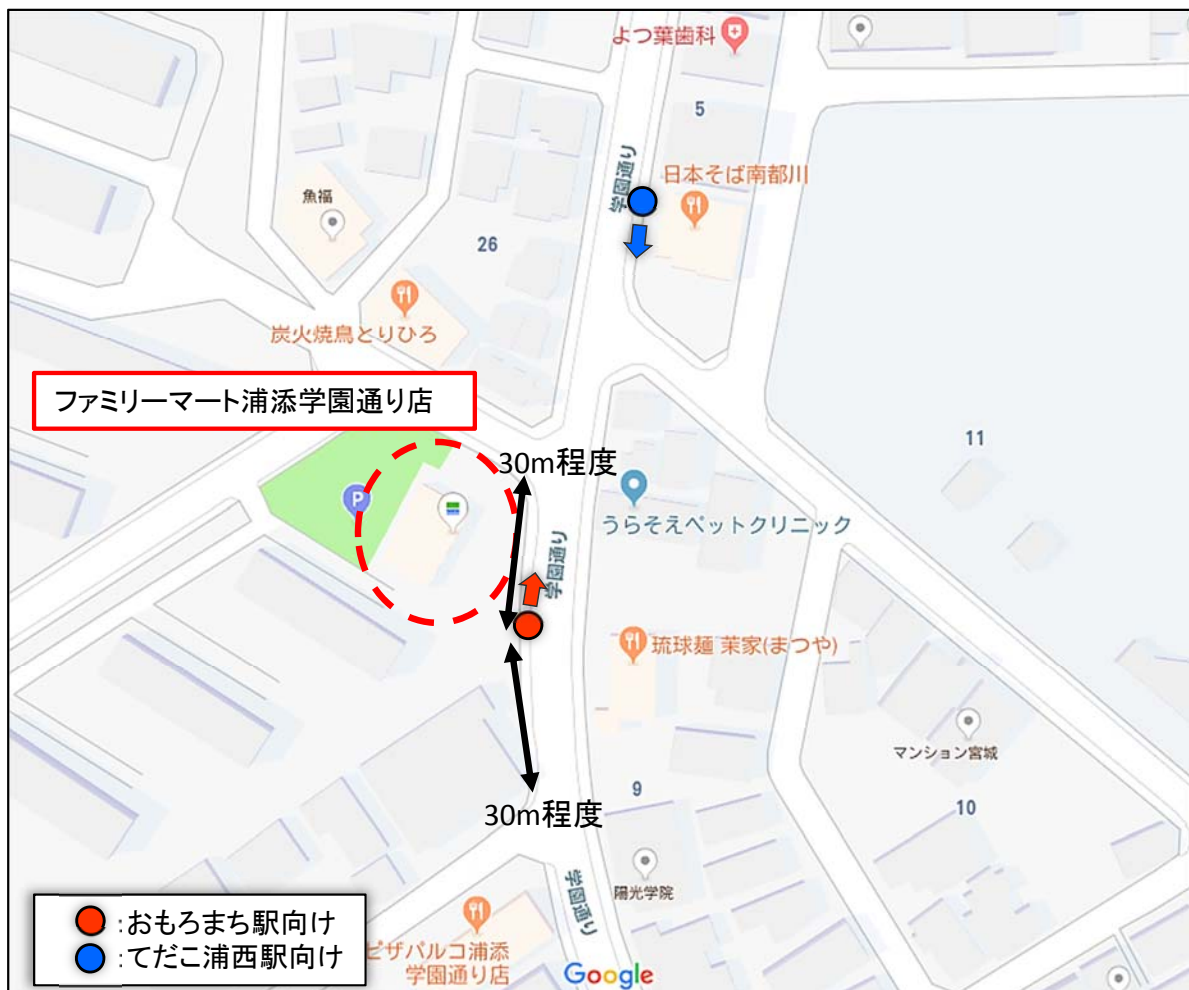 よつ葉歯科
5
学園通り
日本そば南都川
魚福
26
炭火焼鳥とりひろ
ファミリーマート浦添学園通り店
30m程度
11
P
うらそえペットクリニック
学園通り
琉球麺 茉家(まつや)
マンション宮城
9
30m程度
10
陽光学院
学園通り
:おもろまち駅向け
:てだこ浦西駅向け
ピザパルコ浦添
学園通り店
Google